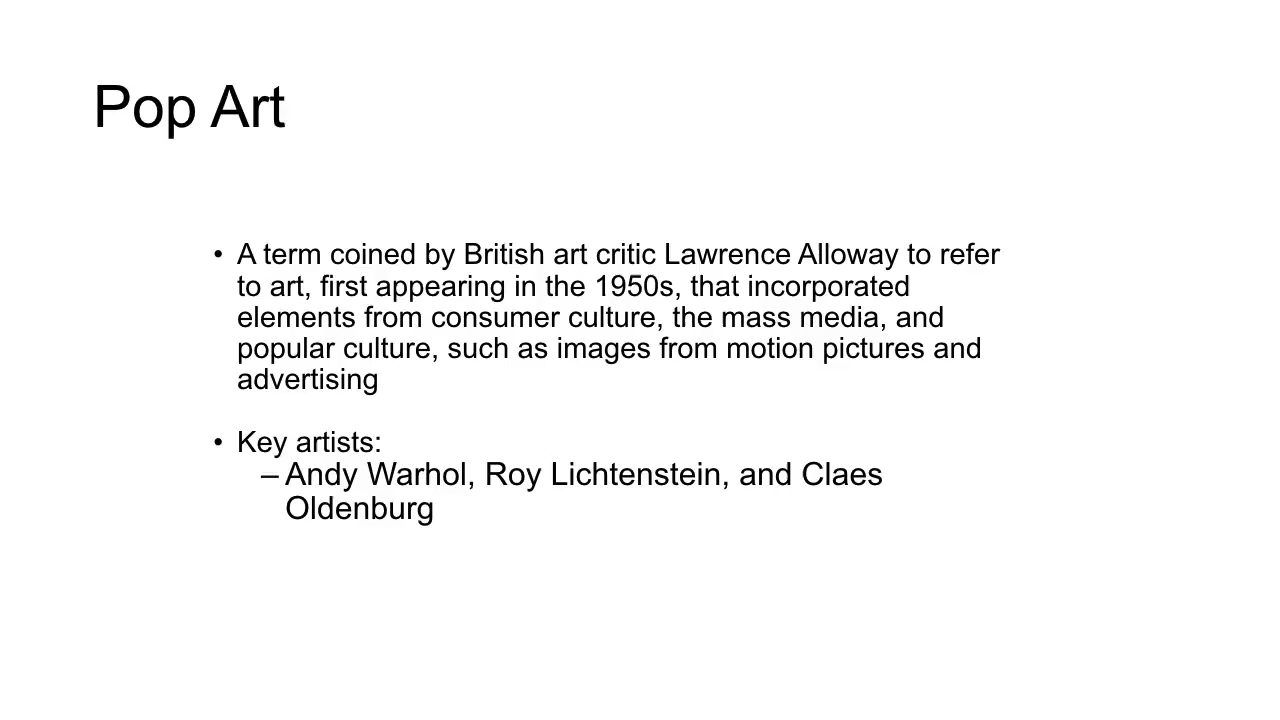 Pop Art
• A term coined by British art critic Lawrence Alloway to refer
to art, first appearing in the 1950s, that incorporated
elements from consumer culture, the mass media, and
popular culture, such as images from motion pictures and
advertising
• Key artists:
– Andy Warhol, Roy Lichtenstein, and Claes
Oldenburg